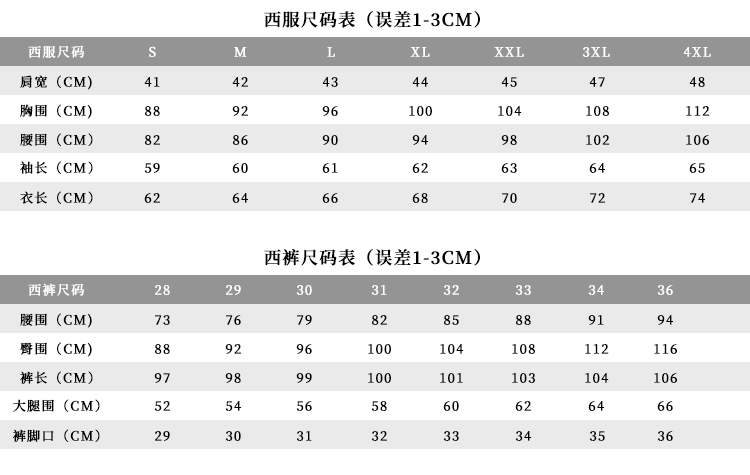 西服尺码表（误差1-3CM）
西服尺码 S M L XL XXL 3XL 4XL
肩宽（CM） 41 42 43 44 45 47 48
胸围（CM） 88 92 96 100 104 108 112
腰围（CM） 82 86 90 94 98 102 106
袖长（CM） 59 60 61 62 63 64 65
衣长（CM） 62 64 66 68 70 72 74
西裤尺码表（误差1-3CM）
西裤尺码 28 29 30 31 32 33 34 36
腰围（CM） 73 76 79 82 85 88 91 94
臀围（CM） 88 92 96 100 104 108 112 116
裤长（CM） 97 98 99 100 101 103 104 106
大腿围（CM） 52 54 56 58 60 62 64 66
裤脚口（CM） 29 30 31 32 33 34 35 36